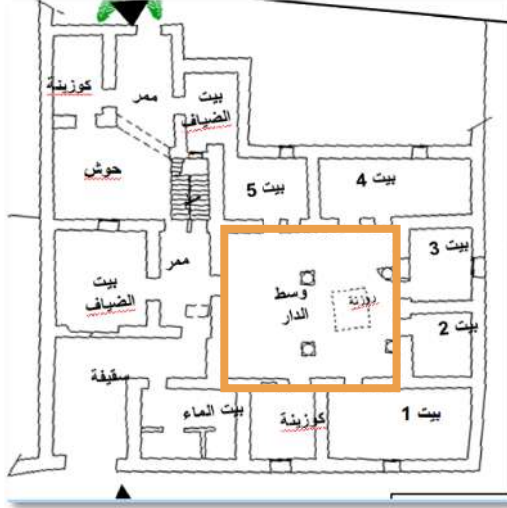 كوزينة
ممر
بيت
الضياف
حوش
بيت 5
بيت 4
بيت 3
ممر
بيت
الضياف
وسط
الدار
روزنة
بيت 2
سقيفة
بيت الماء
كوزينة
بيت 1